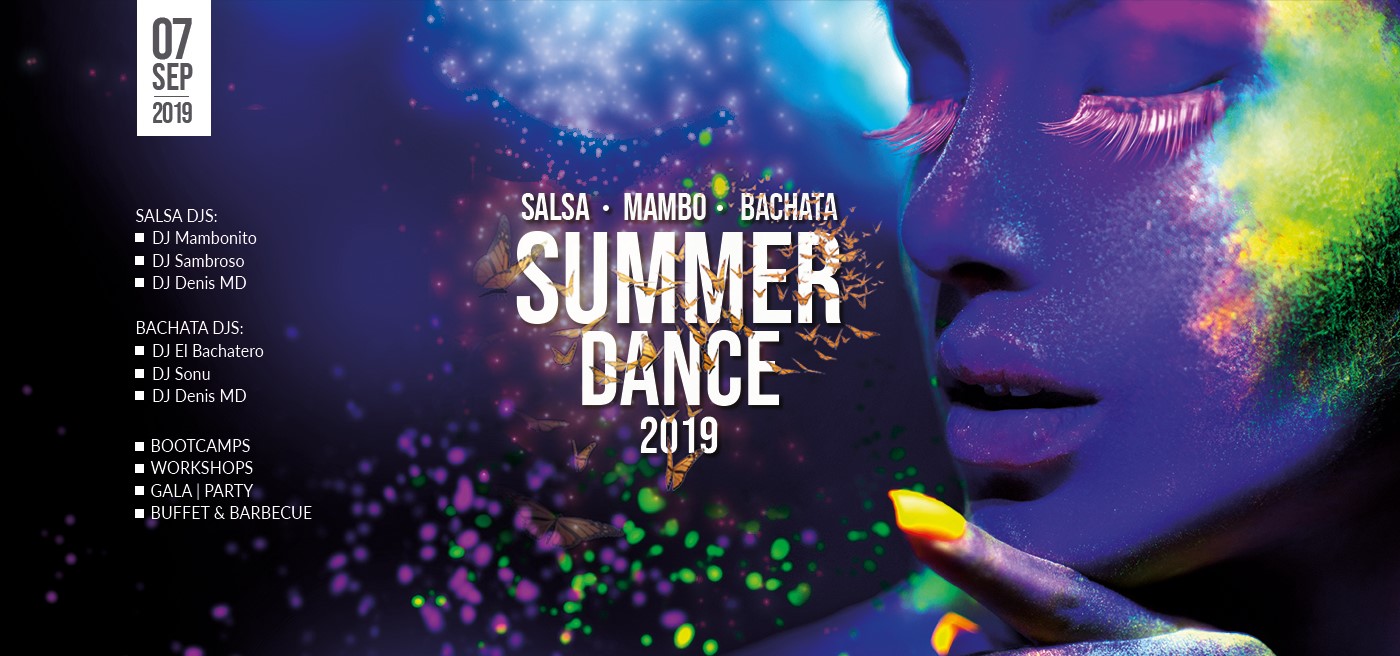 07
SEP
2019
SALSA DJS:
DJ Mambonito
DJ Sambroso
DJ Denis MD
BACHATA DJS:
DJ El Bachatero
DJ Sonu
DJ Denis MD
BOOTCAMPS
WORKSHOPS
GALA | PARTY
BUFFET & BARBECUE
SALSA • MAMBO • BACHATA
SUMMER
DANCE
2019